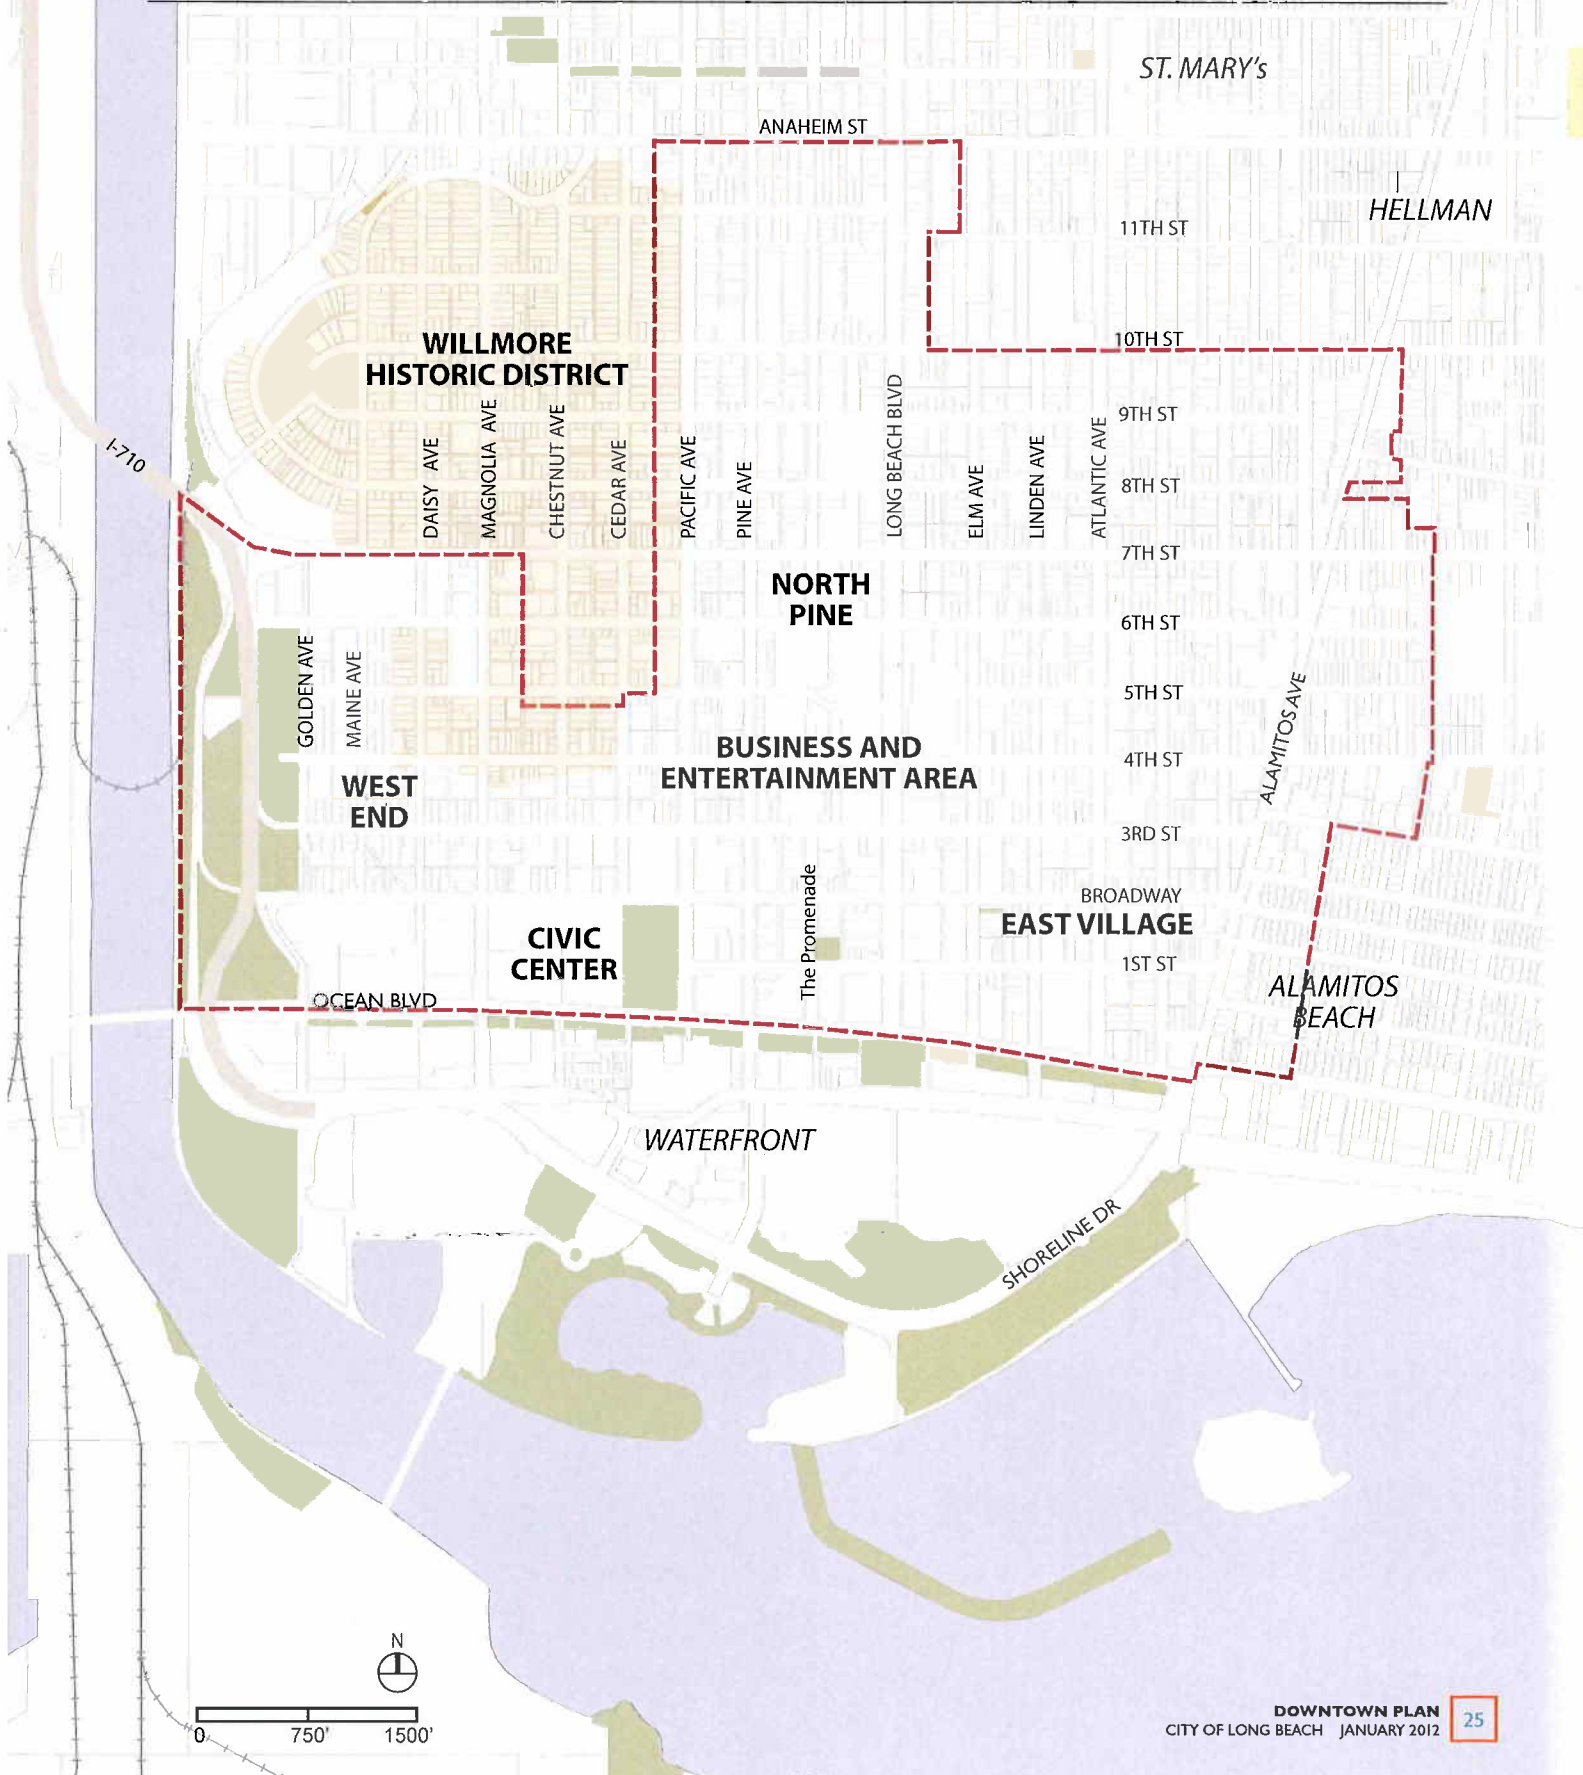 ST. MARY's
ANAHEIM ST
HELLMAN
11TH ST
10TH ST
WILLMORE
HISTORIC DISTRICT
9TH ST
I-710
DAISY AVE
MAGNOLIA AVE
CHESTNUT AVE
CEDAR AVE
PACIFIC AVE
PINE AVE
LONG BEACH BLVD
ELM AVE
LINDEN AVE
ATLANTIC AVE
8TH ST
7TH ST
NORTH
PINE
6TH ST
GOLDEN AVE
MAINE AVE
5TH ST
ALAMITOS AVE
BUSINESS AND
ENTERTAINMENT AREA
4TH ST
WEST
END
3RD ST
The Promenade
BROADWAY
EAST VILLAGE
CIVIC
CENTER
1ST ST
ALAMITOS
BEACH
OCEAN BLVD
WATERFRONT
SHORELINE DR
N
0 750' 1500'
DOWNTOWN PLAN
CITY OF LONG BEACH JANUARY 2012
25